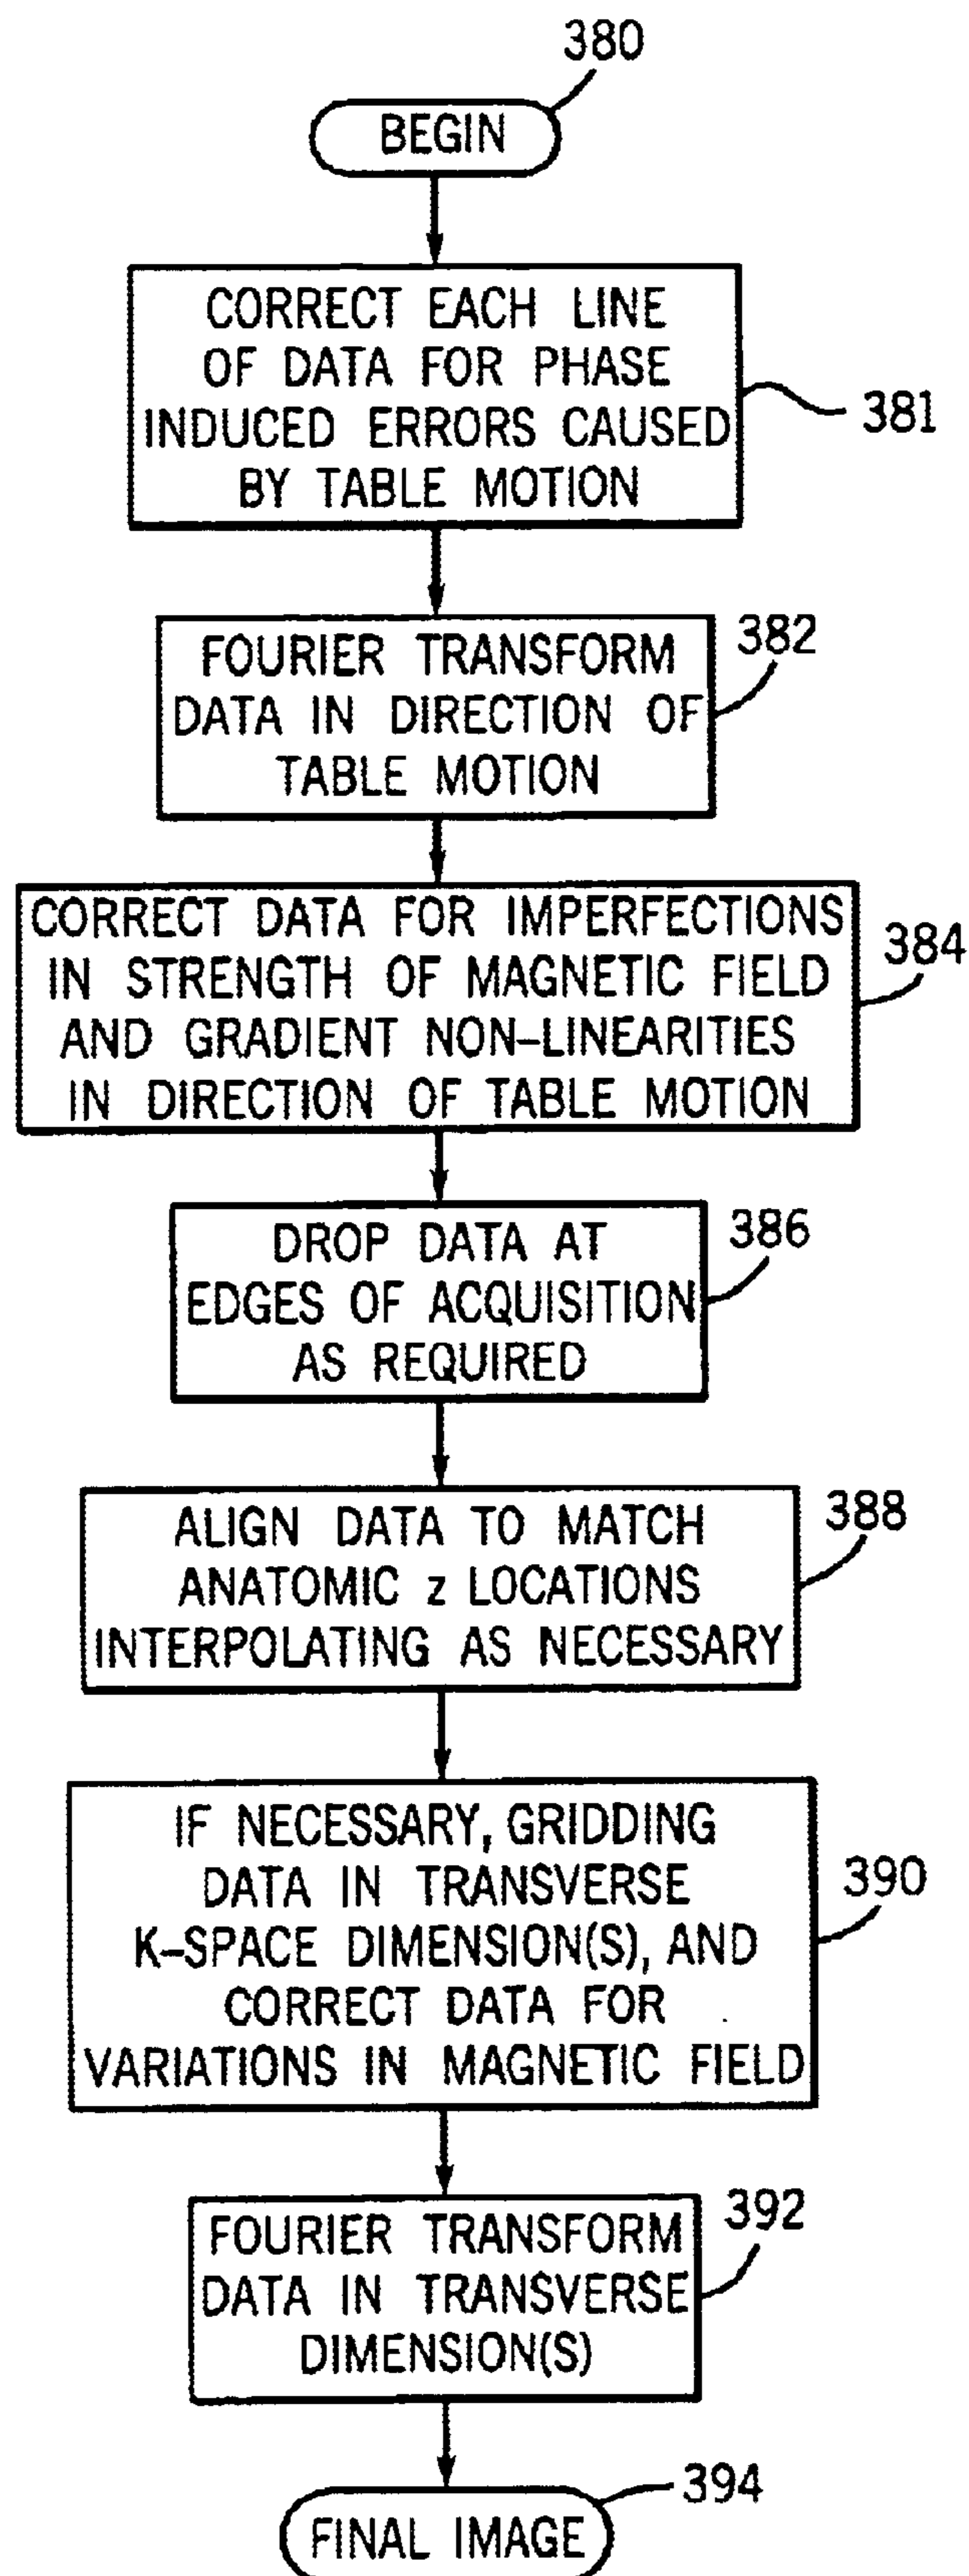 380
BEGIN
CORRECT EACH LINE
OF DATA FOR PHASE
INDUCED ERRORS CAUSED
BY TABLE MOTION
381
FOURIER TRANSFORM
DATA IN DIRECTION OF
TABLE MOTION
382
CORRECT DATA FOR IMPERFECTIONS
IN STRENGTH OF MAGNETIC FIELD
AND GRADIENT NON-LINEARITIES
IN DIRECTION OF TABLE MOTION
384
DROP DATA AT
EDGES OF ACQUISITION
AS REQUIRED
386
ALIGN DATA TO MATCH
ANATOMIC z LOCATIONS
INTERPOLATING AS NECESSARY
388
IF NECESSARY, GRIDDING
DATA IN TRANSVERSE
K-SPACE DIMENSION(S), AND
CORRECT DATA FOR
VARIATIONS IN MAGNETIC FIELD
390
FOURIER TRANSFORM
DATA IN TRANSVERSE
DIMENSION(S)
392
FINAL IMAGE
394